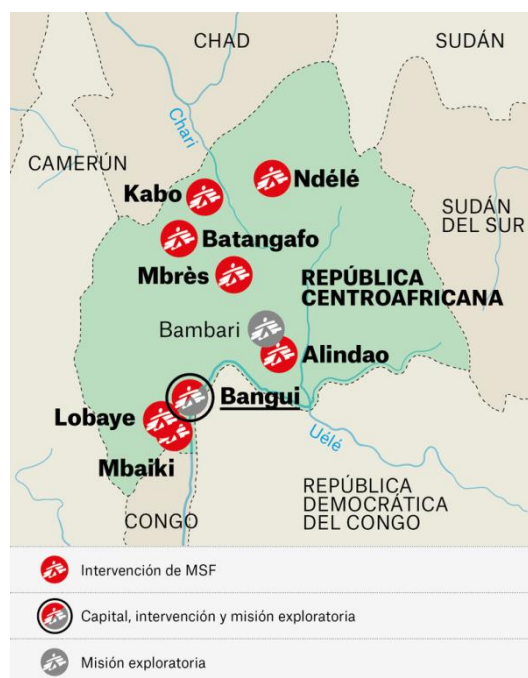 CHAD
SUDÁN
Chari
CAMERÚN
Ndélé
Kabo
SUDÁN
DEL SUR
Batangafo
Mbrès
REPÚBLICA
CENTROAFRICANA
Bambari
Alindao
Bangui
Lobaye
Uélé
Mbaiki
REPÚBLICA
DEMOCRÁTICA
DEL CONGO
CONGO
Intervención de MSF
Capital, intervención y misión exploratoria
Misión exploratoria